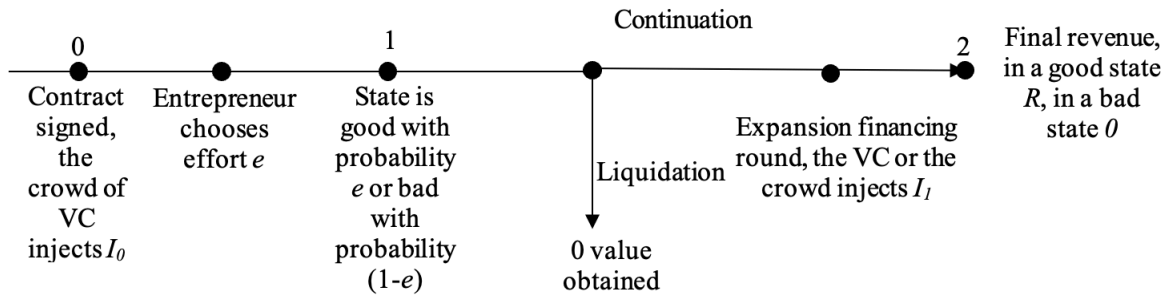 Continuation
0
1
2
Final revenue,
in a good state
R, in a bad
state 0
Contract
signed,
the
crowd of
VC
injects I₀
Entrepreneur
chooses
effort e
State is
good with
probability
e or bad
with
probability
(1-e)
Liquidation
0 value
obtained
Expansion financing
round, the VC or the
crowd injects I₁